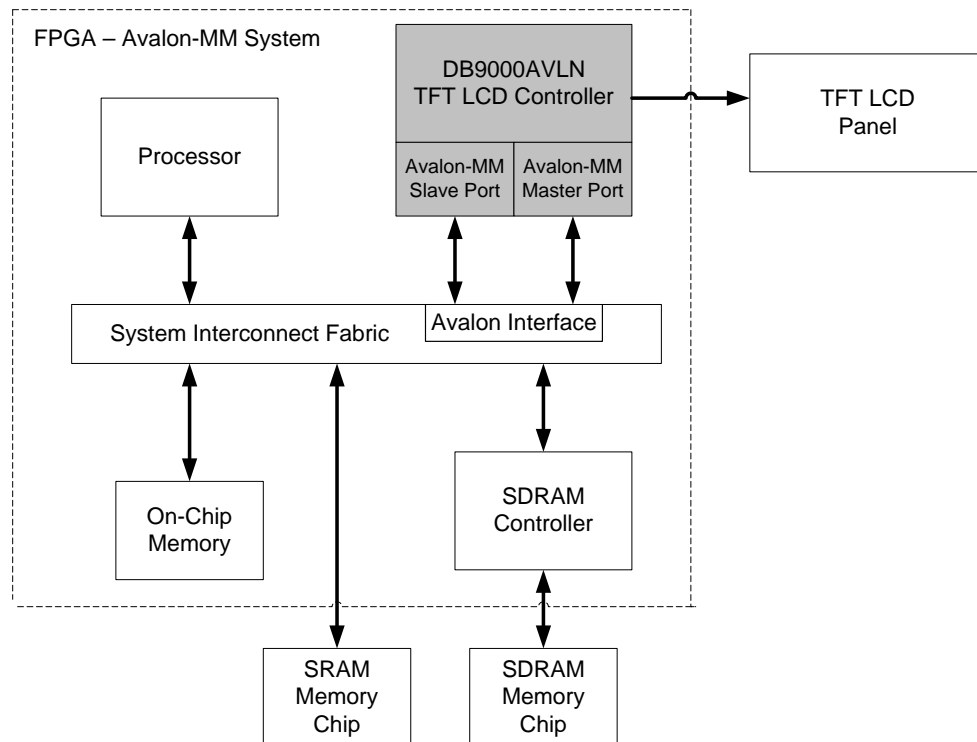 FPGA – Avalon-MM System
DB9000AVLN
TFT LCD Controller
TFT LCD
Panel
Processor
Avalon-MM
Slave Port
Avalon-MM
Master Port
System Interconnect Fabric
Avalon Interface
On-Chip
Memory
SDRAM
Controller
SRAM
Memory
Chip
SDRAM
Memory
Chip